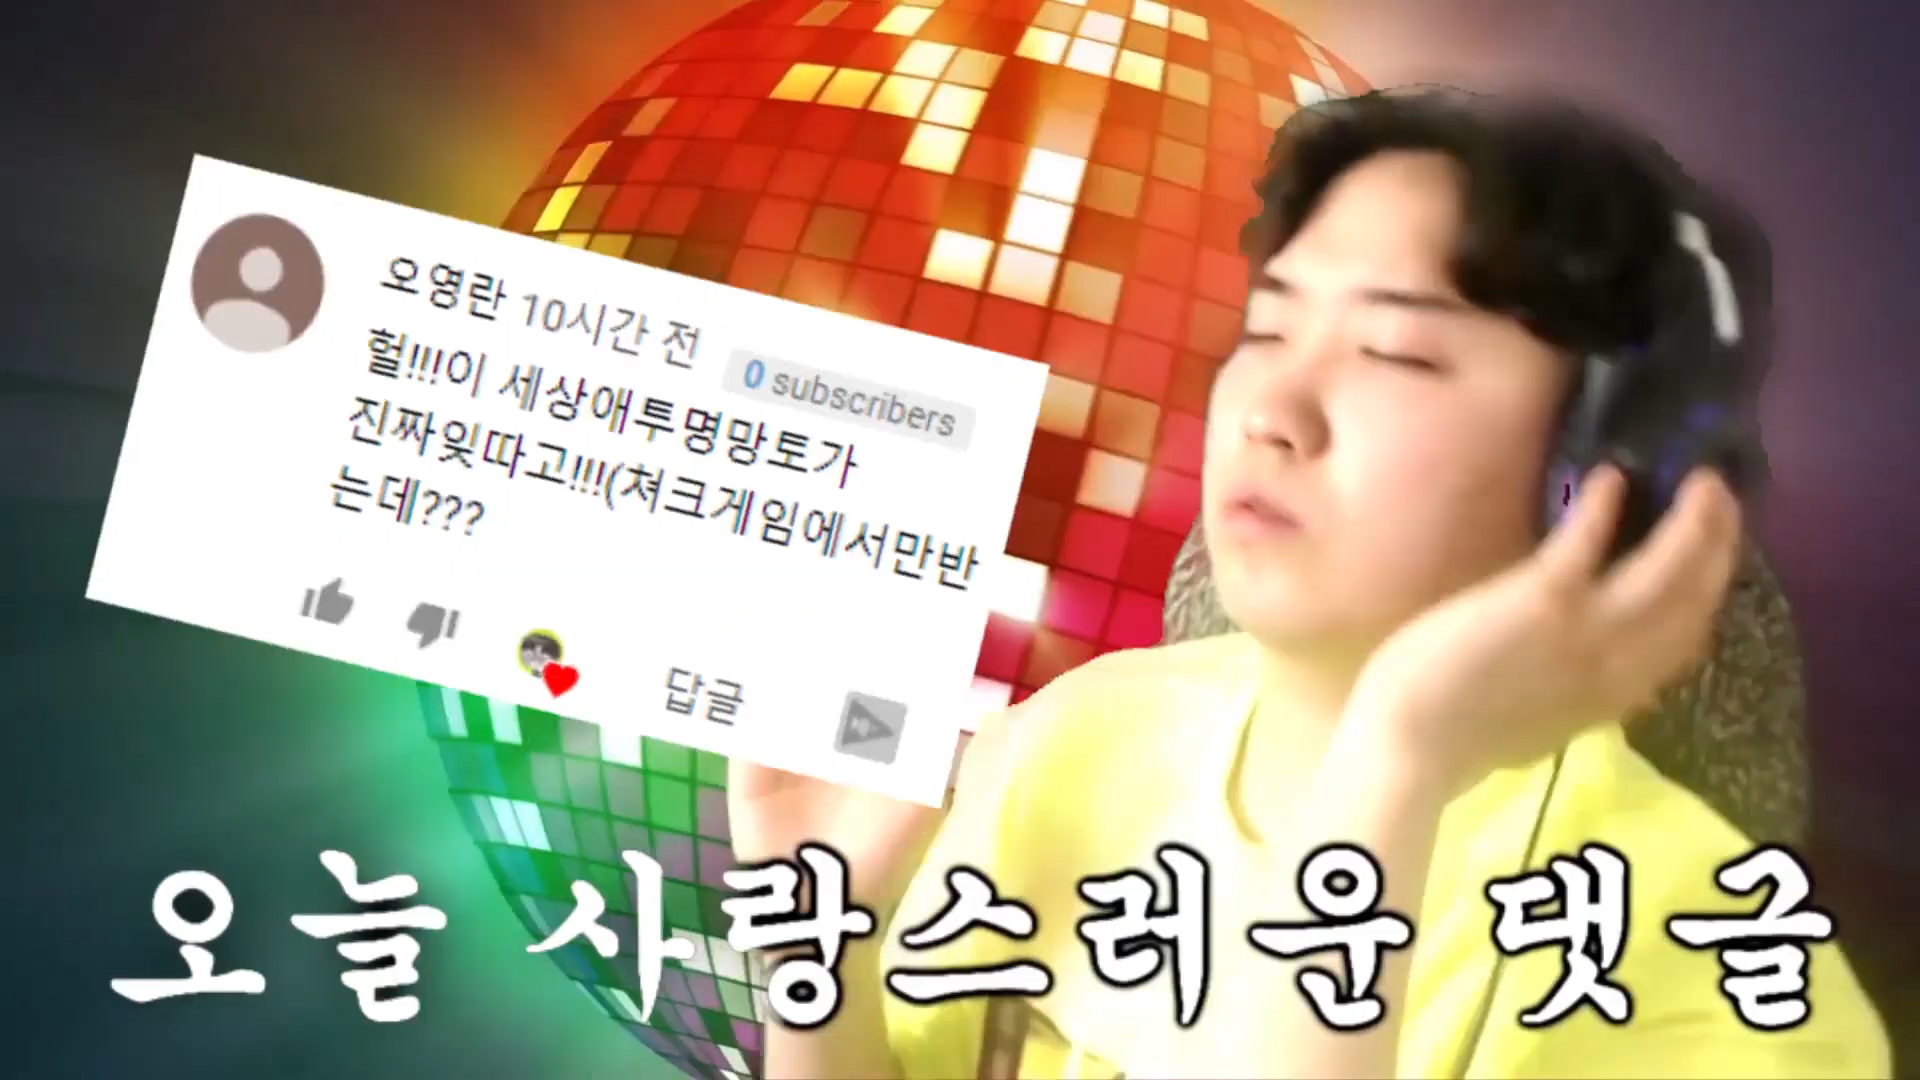 오영란 10시간 전 0 subscribers
헐!!!이 세상애투명망토가
진짜잊따고!!!(쳐크게임에서만반
는데???
답글
오늘 사랑스러운 댓글